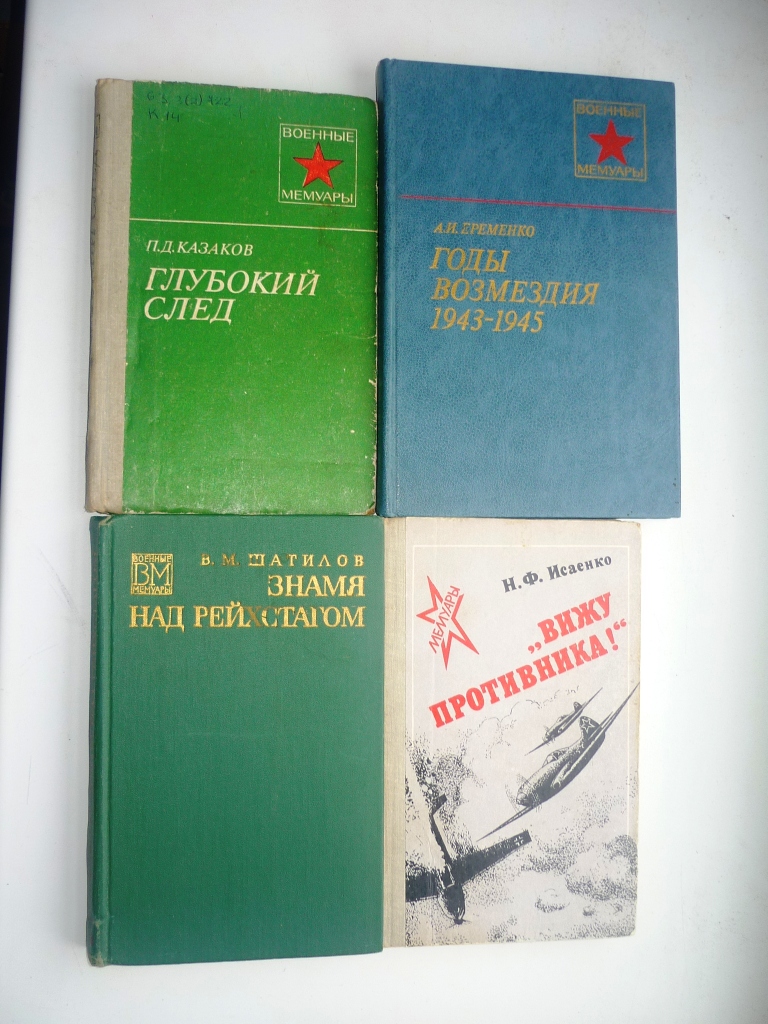 ВОЕННЫЕ
МЕМУАРЫ
П.Д.КАЗАКОВ
ГЛУБОКИЙ
СЛЕД
ВОЕННЫЕ
МЕМУАРЫ
А.И.ЕРЕМЕНКО
ГОДЫ
ВОЗМЕЗДИЯ
1943-1945
ВОЕННЫЕ
ВМ
МЕМУАРЫ
В. М. ШАТИЛОВ
ЗНАМЯ
НАД РЕЙХСТАГОМ
МЕМУАРЫ
Н. Ф. Исаенко
„ВИЖУ
ПРОТИВНИКА!“